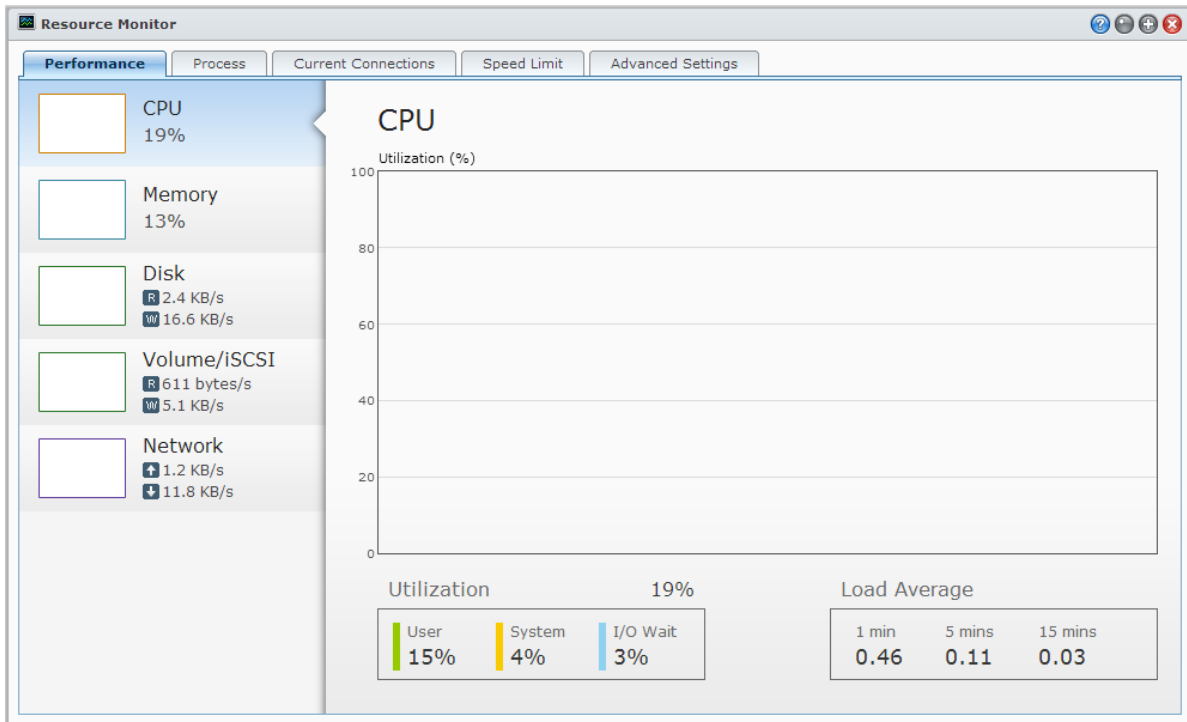 Resource Monitor
Performance Process Current Connections Speed Limit Advanced Settings
CPU
19%
Memory
13%
Disk
R 2.4 KB/s
W 16.6 KB/s
Volume/iSCSI
R 611 bytes/s
W 5.1 KB/s
Network
1.2 KB/s
11.8 KB/s
CPU
Utilization (%)
100
80
60
40
20
0
Utilization 19%
User System I/O Wait
15% 4% 3%
Load Average
1 min 5 mins 15 mins
0.46 0.11 0.03